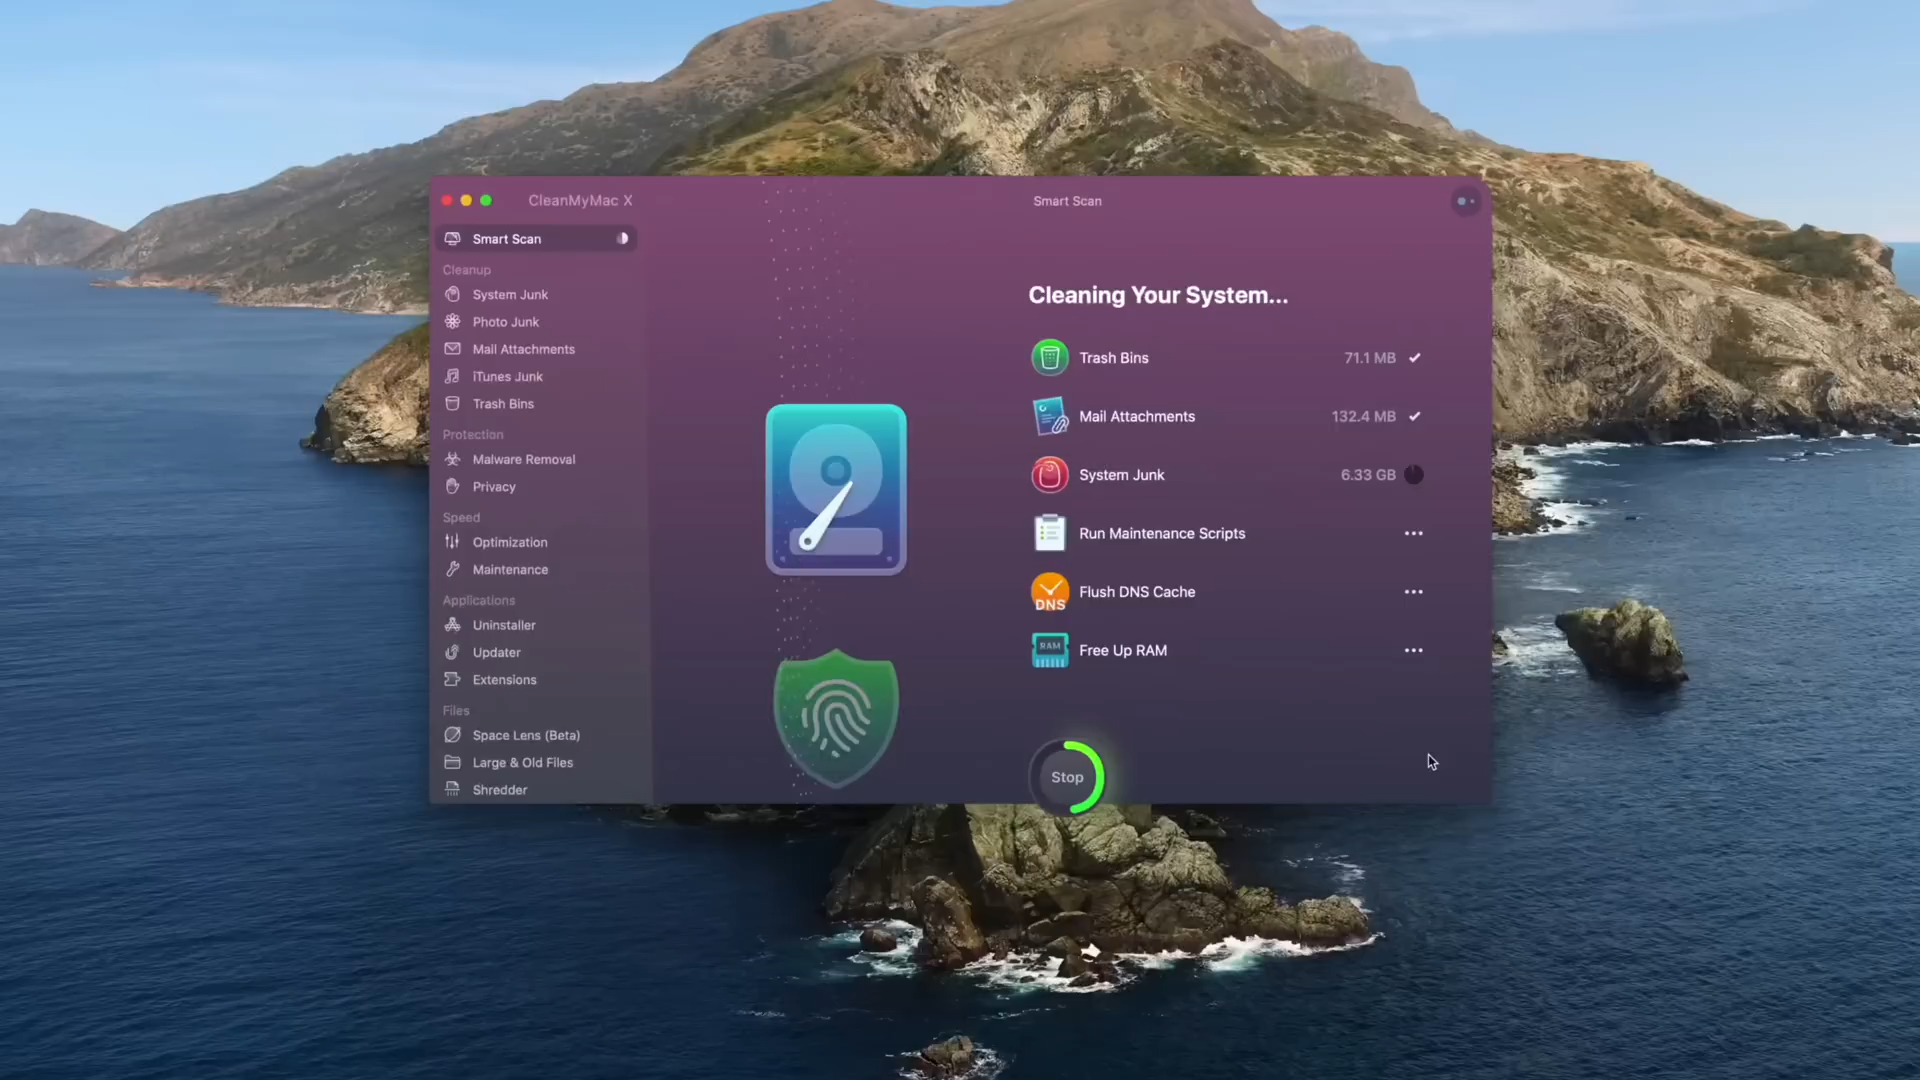 CleanMyMac X
Smart Scan
Smart Scan
Cleanup
System Junk
Photo Junk
Mail Attachments
iTunes Junk
Trash Bins
Protection
Malware Removal
Privacy
Speed
Optimization
Maintenance
Applications
Uninstaller
Updater
Extensions
Files
Space Lens (Beta)
Large & Old Files
Shredder
Cleaning Your System...
Trash Bins 71.1 MB
Mail Attachments 132.4 MB
System Junk 6.33 GB
Run Maintenance Scripts
DNS Flush DNS Cache
RAM Free Up RAM
Stop